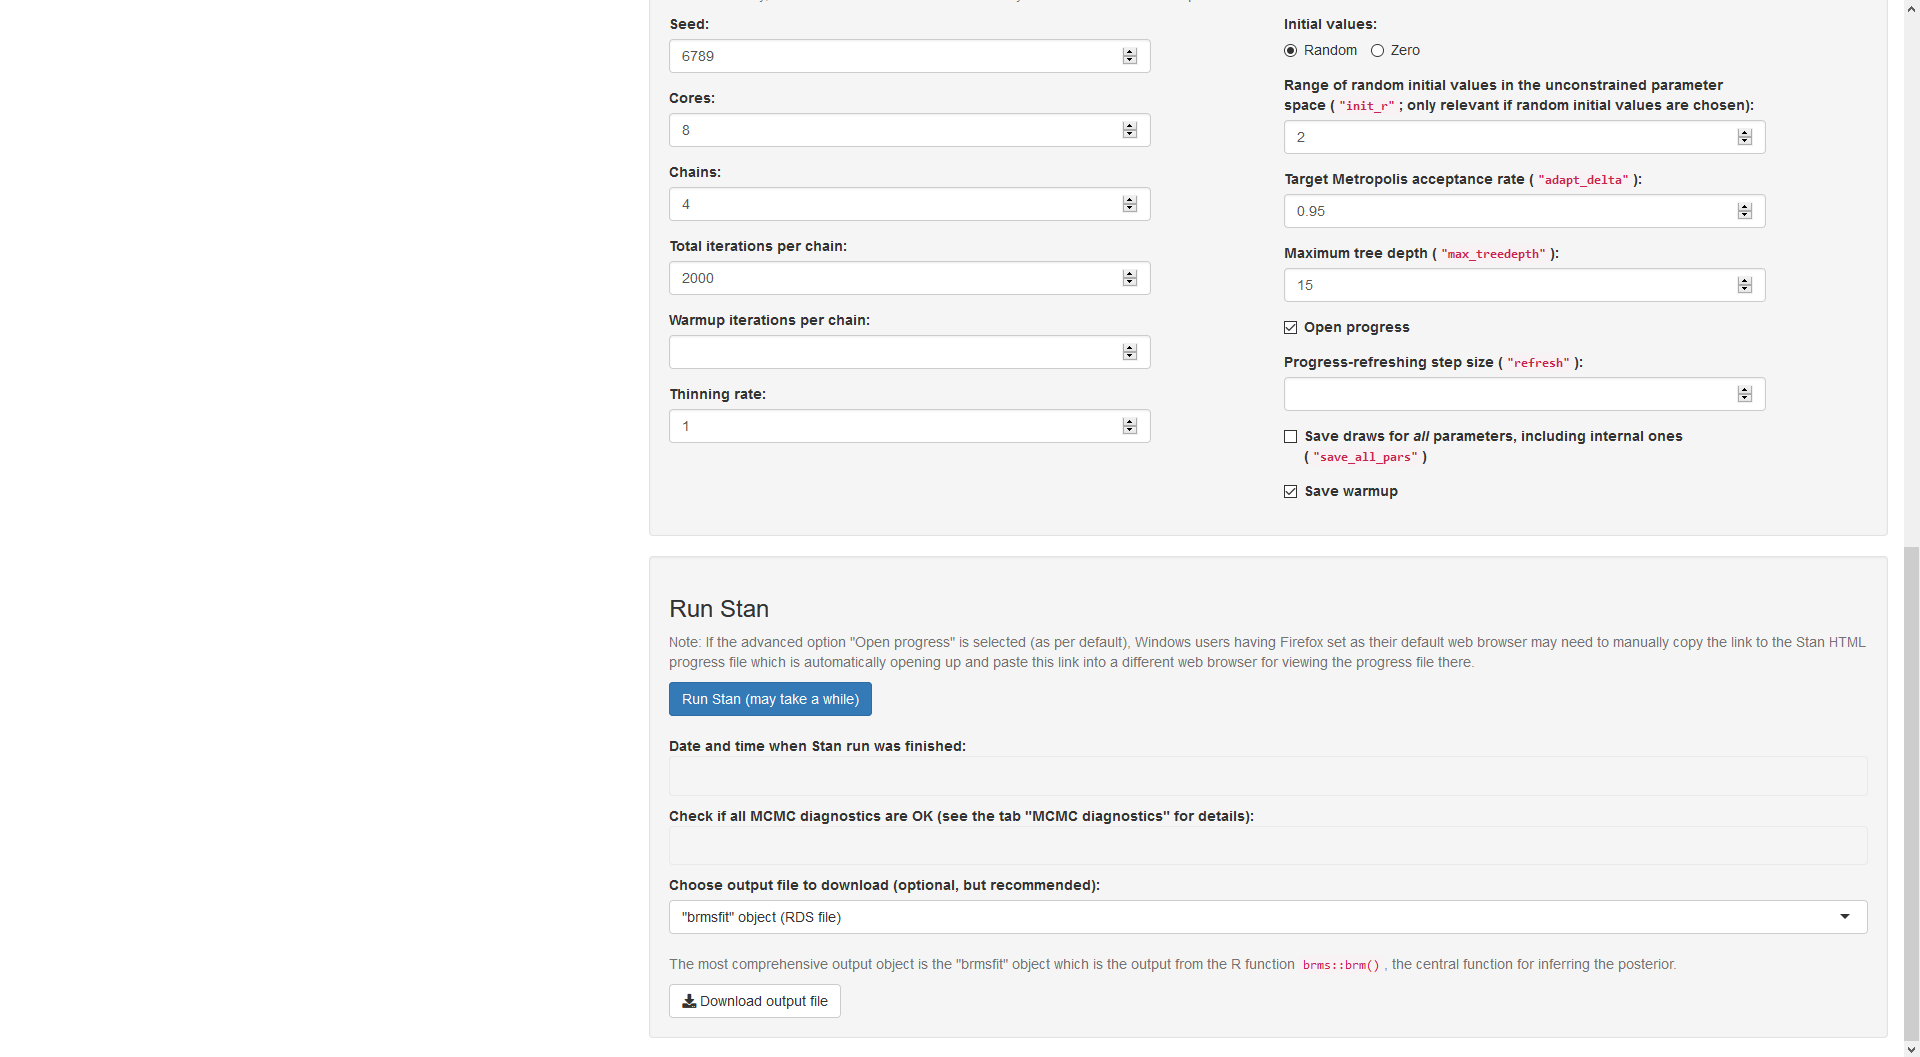 Seed:
6789
Cores:
8
Chains:
4
Total iterations per chain:
2000
Warmup iterations per chain:
Thinning rate:
1
Initial values:
Random
Zero
Range of random initial values in the unconstrained parameter
space ( "init_r" ; only relevant if random initial values are chosen):
2
Target Metropolis acceptance rate ( "adapt_delta" ):
0.95
Maximum tree depth ( "max_treedepth" ):
15
Open progress
Progress-refreshing step size ( "refresh" ):
Save draws for all parameters, including internal ones
( "save_all_pars" )
Save warmup
Run Stan
Note: If the advanced option "Open progress" is selected (as per default), Windows users having Firefox set as their default web browser may need to manually copy the link to the Stan HTML
progress file which is automatically opening up and paste this link into a different web browser for viewing the progress file there.
Run Stan (may take a while)
Date and time when Stan run was finished:
Check if all MCMC diagnostics are OK (see the tab "MCMC diagnostics" for details):
Choose output file to download (optional, but recommended):
"brmsfit" object (RDS file)
The most comprehensive output object is the "brmsfit" object which is the output from the R function brms::brm() , the central function for inferring the posterior.
Download output file